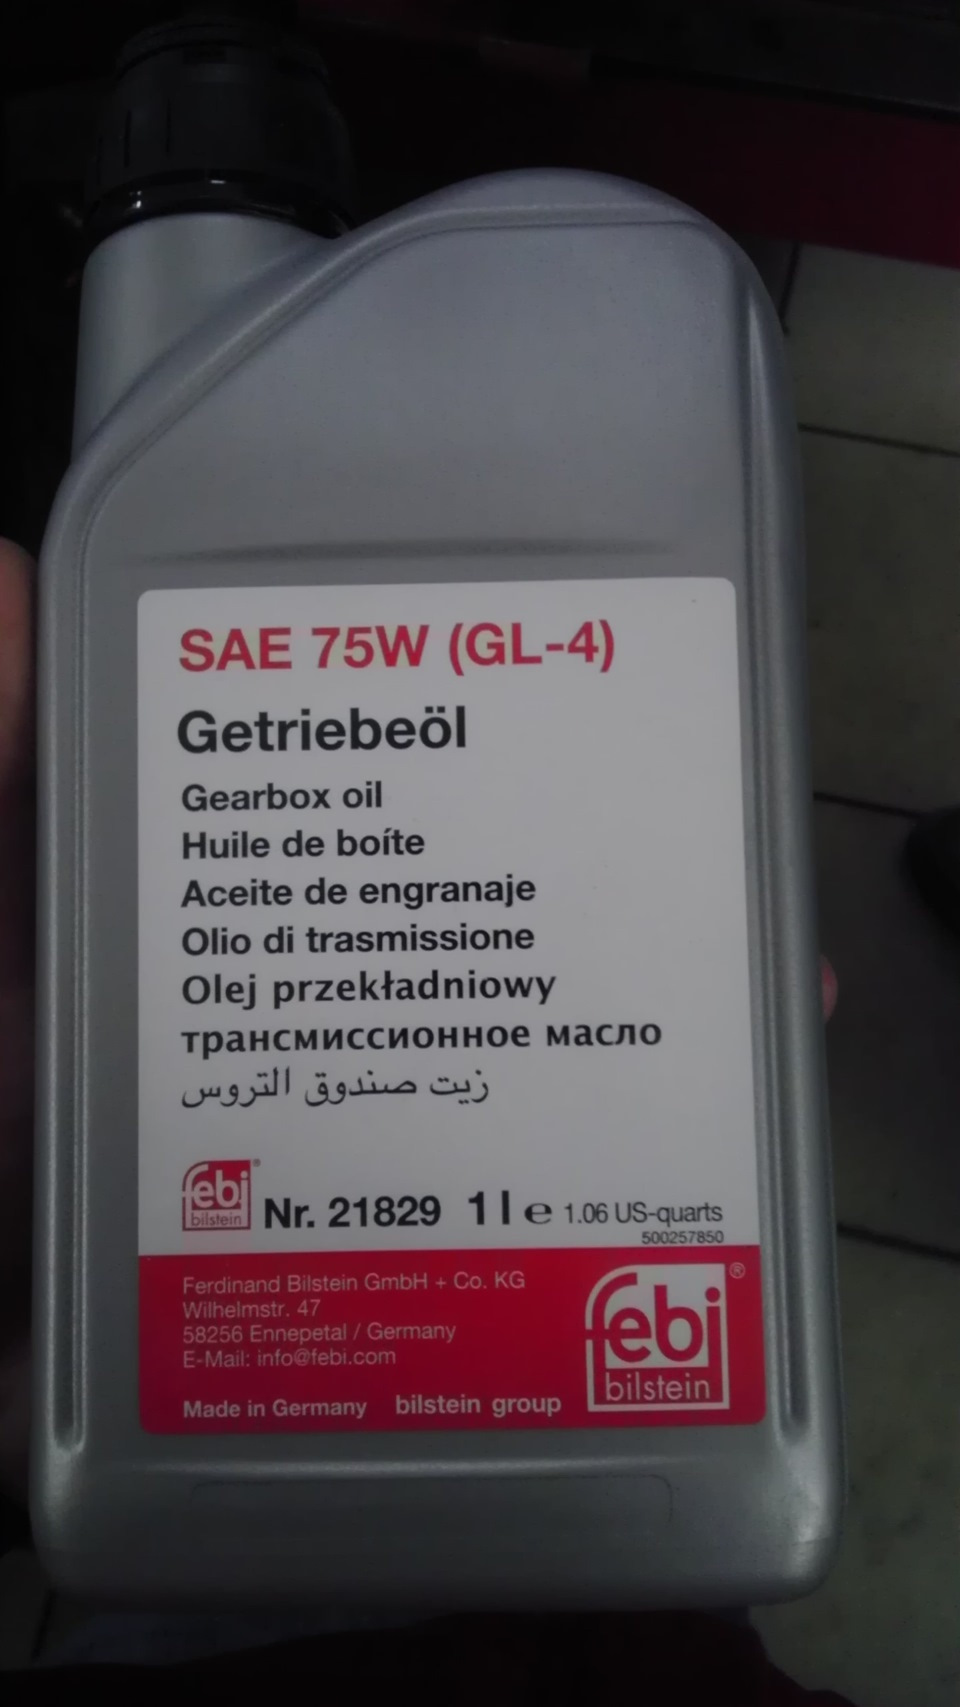 SAE 75W (GL-4)
Getriebeöl
Gearbox oil
Huile de boíte
Aceite de engranaje
Olio di trasmissione
Olej przekładniowy
трансмиссионное масло
زيت صندوق التروس
febi® bilstein Nr. 21829 1 l e 1.06 US-quarts
500257850
Ferdinand Bilstein GmbH + Co. KG
Wilhelmstr. 47
58256 Ennepetal / Germany
E-Mail: info@febi.com
Made in Germany bilstein group
febi®
bilstein